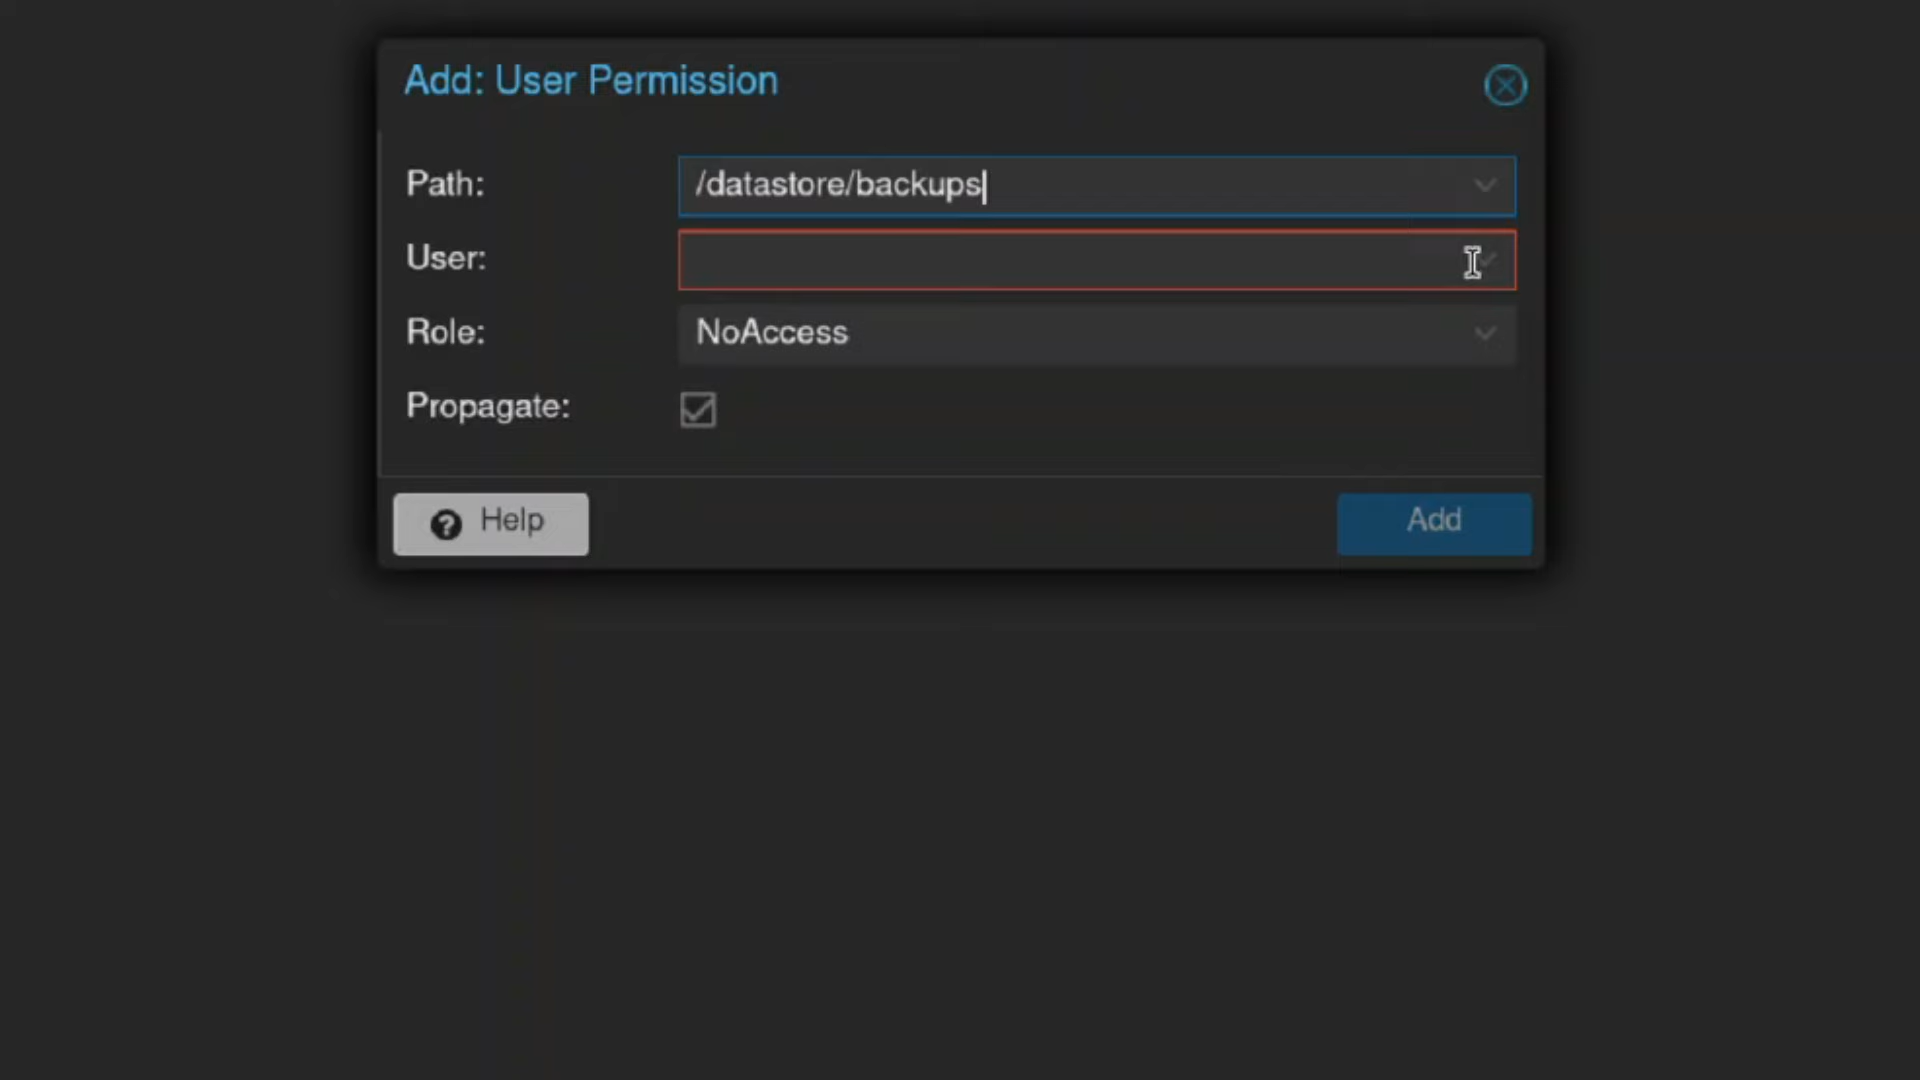 Add: User Permission
Path: /datastore/backups
User:
Role: NoAccess
Propagate:
Help Add